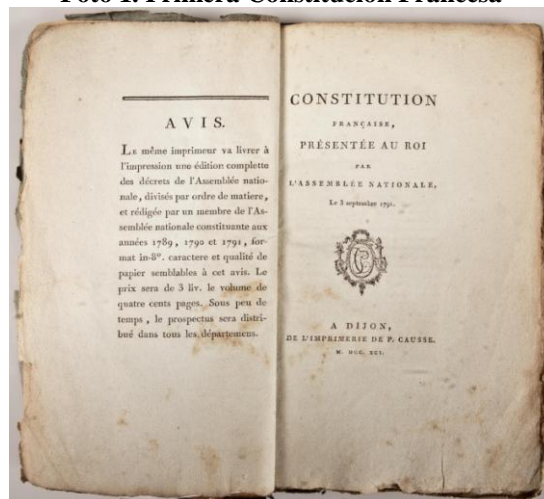 Foto 1. Primera Constitución Francesa
AVIS.
LE même imprimeur va livrer à
l'impression une édition complette
des décrets de l'Assemblée natio-
nale, divisés par ordre de matiere,
et rédigée par un membre de l'As-
semblée nationale constituante aux
années 1789, 1790 et 1791, for-
mat in-8°. caractere et qualité de
papier semblables à cet avis. Le
prix sera de 3 liv. le volume de
quatre cents pages. Sous peu de
temps, le prospectus sera distri-
bué dans tous les départemens.
CONSTITUTION
FRANÇAISE,
PRÉSENTÉE AU ROI
PAR
L'ASSEMBLÉE NATIONALE,
Le 3 septembre 1791.
A DIJON,
DE L'IMPRIMERIE DE P. CAUSSE.
M. DCC. XCI.